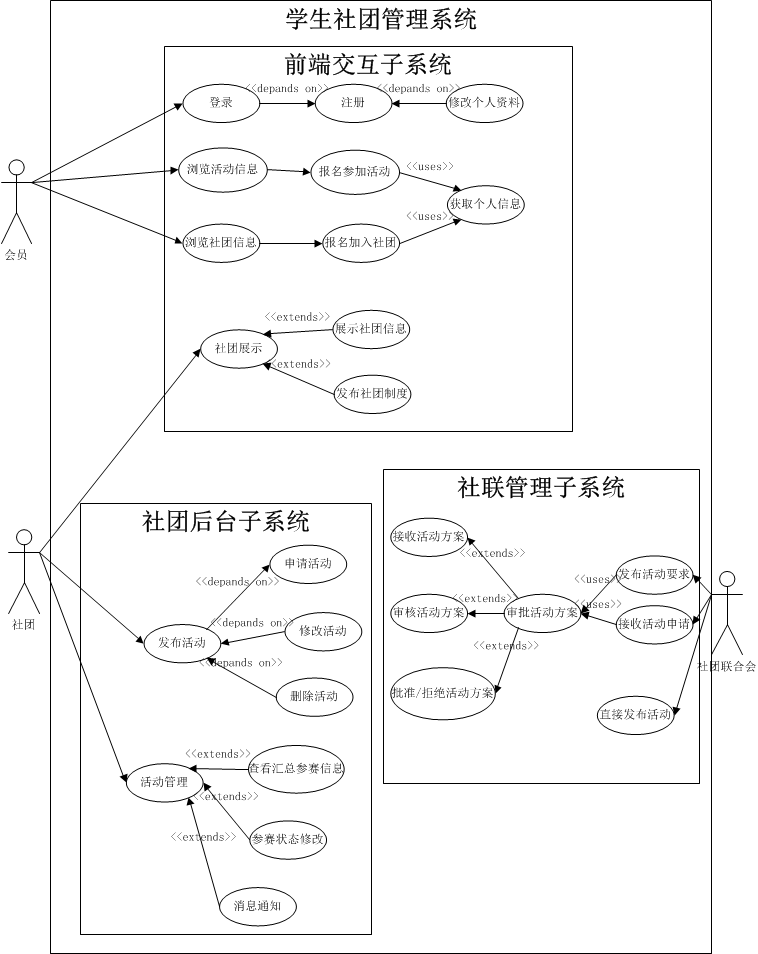 学生社团管理系统
前端交互子系统
<<depands on>>
<<depands on>>
登录
注册
修改个人资料
浏览活动信息
报名参加活动
<<uses>>
获取个人信息
<<uses>>
浏览社团信息
报名加入社团
会员
<<extends>>
展示社团信息
社团展示
<<extends>>
发布社团制度
社团后台子系统
申请活动
<<depands on>>
<<depands on>>
发布活动
修改活动
<<depands on>>
删除活动
<<extends>>
查看汇总参赛信息
活动管理
<<extends>>
<<extends>>
参赛状态修改
消息通知
社团
社联管理子系统
接收活动方案
<<extends>>
<<uses>>
发布活动要求
<<extends>>
<<uses>>
审核活动方案
审批活动方案
接收活动申请
<<extends>>
批准/拒绝活动方案
直接发布活动
社团联合会